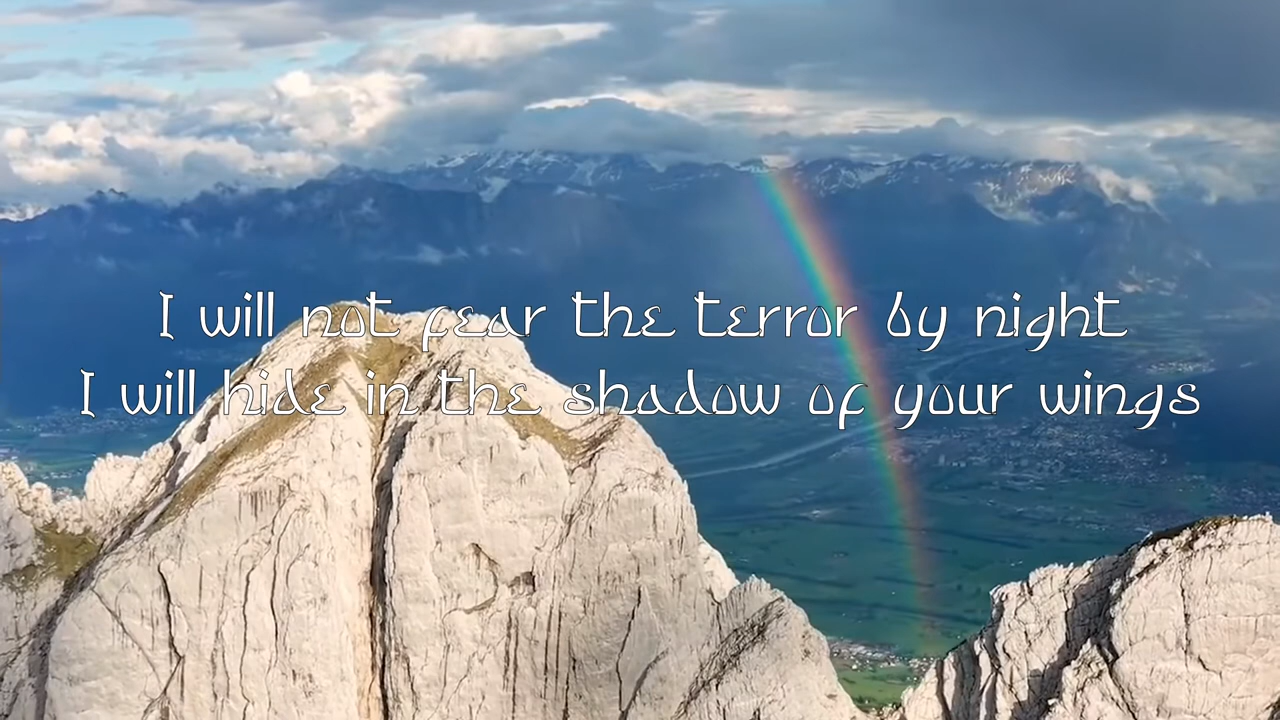 I will not fear the terror by night
I will hide in the shadow of your wings